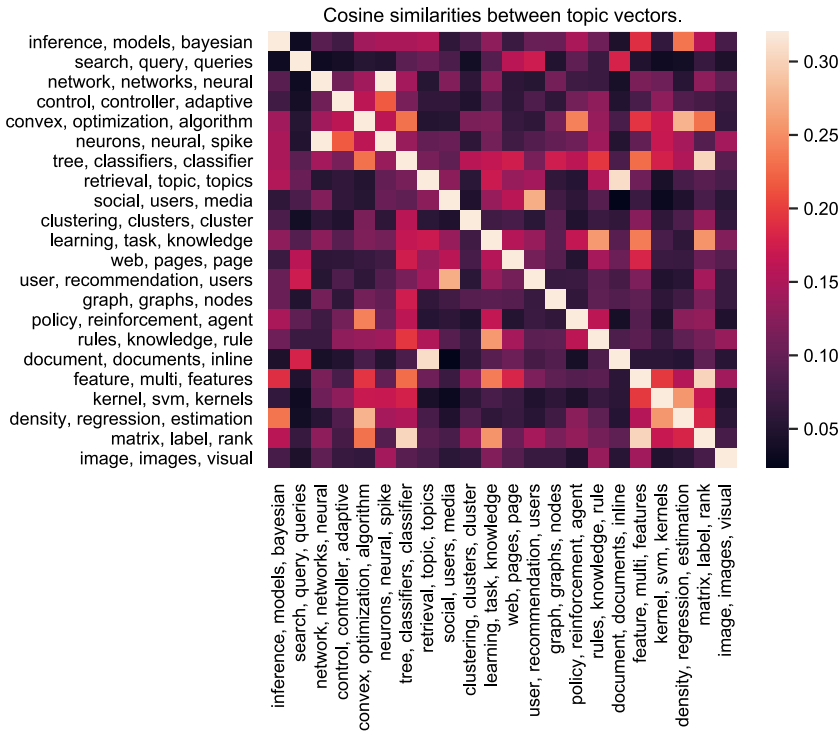 Cosine similarities between topic vectors.
inference, models, bayesian
search, query, queries
network, networks, neural
control, controller, adaptive
convex, optimization, algorithm
neurons, neural, spike
tree, classifiers, classifier
retrieval, topic, topics
social, users, media
clustering, clusters, cluster
learning, task, knowledge
web, pages, page
user, recommendation, users
graph, graphs, nodes
policy, reinforcement, agent
rules, knowledge, rule
document, documents, inline
feature, multi, features
kernel, svm, kernels
density, regression, estimation
matrix, label, rank
image, images, visual
0.30
0.25
0.20
0.15
0.10
0.05
inference, models, bayesian
search, query, queries
network, networks, neural
control, controller, adaptive
convex, optimization, algorithm
neurons, neural, spike
tree, classifiers, classifier
retrieval, topic, topics
social, users, media
clustering, clusters, cluster
learning, task, knowledge
web, pages, page
user, recommendation, users
graph, graphs, nodes
policy, reinforcement, agent
rules, knowledge, rule
document, documents, inline
feature, multi, features
kernel, svm, kernels
density, regression, estimation
matrix, label, rank
image, images, visual